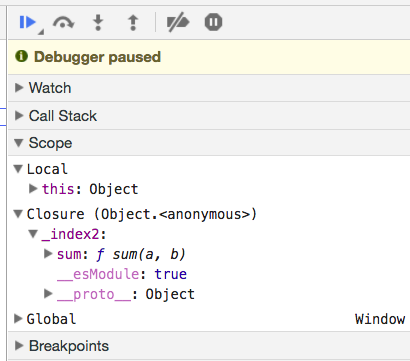 Debugger paused
Watch
Call Stack
Scope
Local
this: Object
Closure (Object.<anonymous>)
_index2:
sum: ƒ sum(a, b)
__esModule: true
__proto__: Object
Global Window
Breakpoints